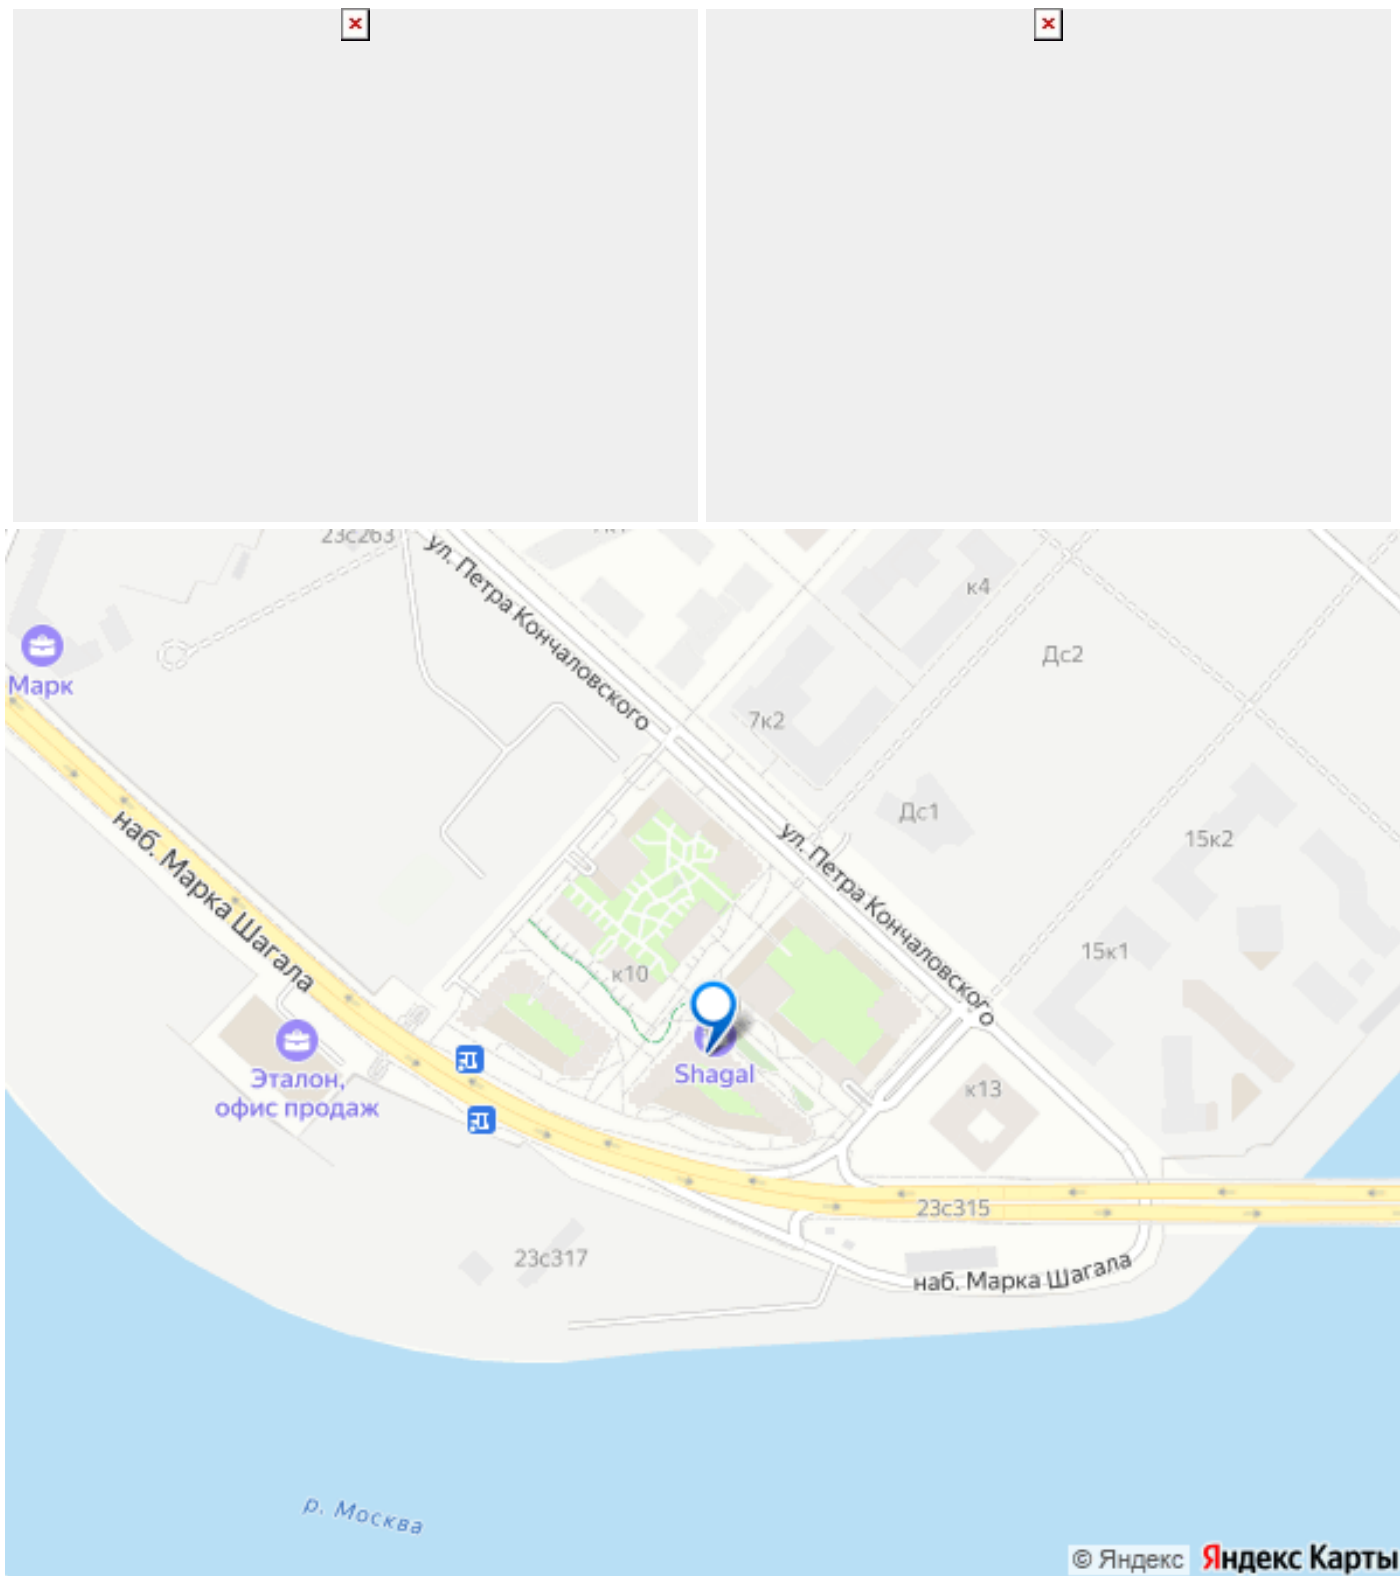 23с263
ул. Петра Кончаловского
к4
Дс2
Марк
7к2
Дс1
ул. Петра Кончаловского
15к2
наб. Марка Шагала
15к1
к10
Shagal
Эталон,
офис продаж
к13
23с315
23с317
наб. Марка Шагала
р. Москва
© Яндекс Яндекс Карты